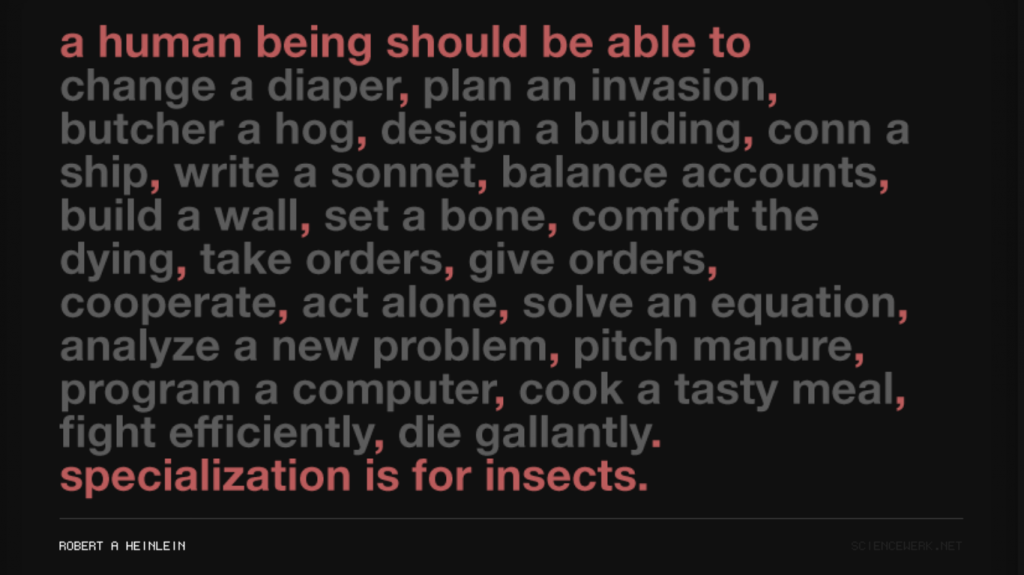 a human being should be able to
change a diaper, plan an invasion,
butcher a hog, design a building, conn a
ship, write a sonnet, balance accounts,
build a wall, set a bone, comfort the
dying, take orders, give orders,
cooperate, act alone, solve an equation,
analyze a new problem, pitch manure,
program a computer, cook a tasty meal,
fight efficiently, die gallantly.
specialization is for insects.
ROBERT A HEINLEIN
SCIENCEWERK.NET